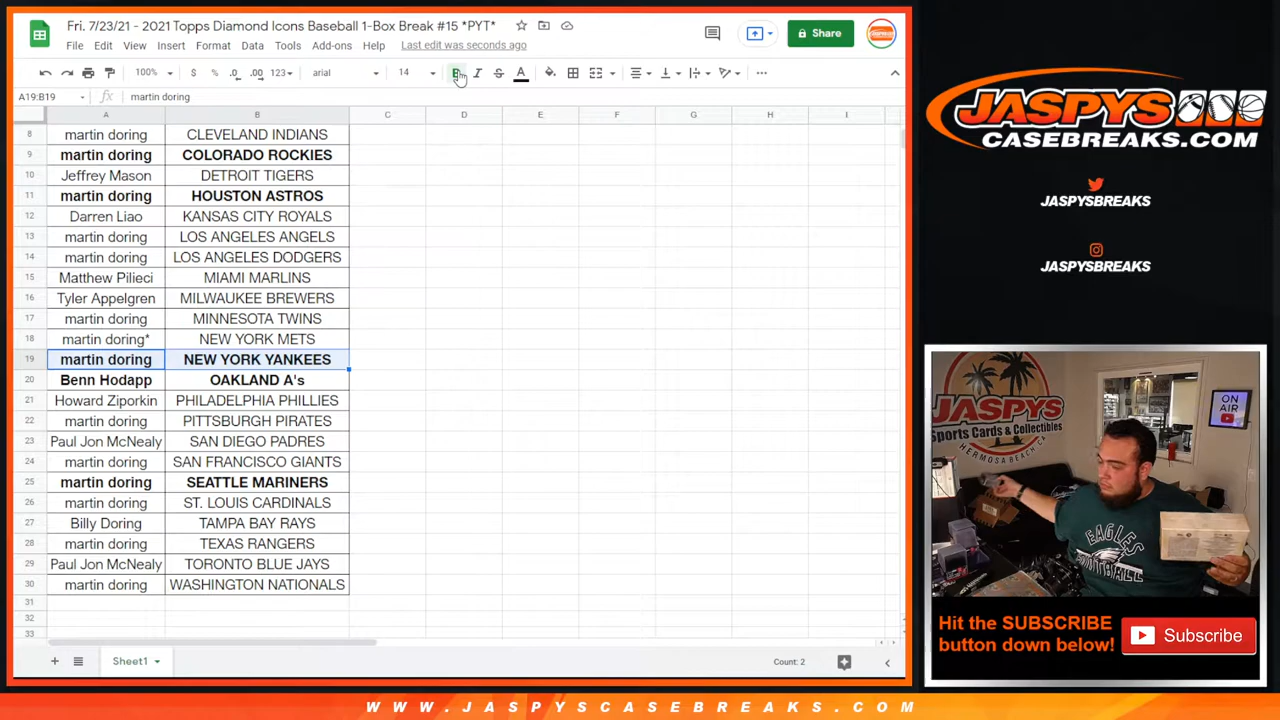 Fri. 7/23/21 - 2021 Topps Diamond Icons Baseball 1-Box Break #15 *PYT*
File Edit View Insert Format Data Tools Add-ons Help Last edit was seconds ago
Share
100% $ % .0 .00 123 arial 14 B I S A
A19:B19 fx martin doring
A B C D E F G H I
8 martin doring CLEVELAND INDIANS
9 martin doring COLORADO ROCKIES
10 Jeffrey Mason DETROIT TIGERS
11 martin doring HOUSTON ASTROS
12 Darren Liao KANSAS CITY ROYALS
13 martin doring LOS ANGELES ANGELS
14 martin doring LOS ANGELES DODGERS
15 Matthew Pilieci MIAMI MARLINS
16 Tyler Appelgren MILWAUKEE BREWERS
17 martin doring MINNESOTA TWINS
18 martin doring* NEW YORK METS
19 martin doring NEW YORK YANKEES
20 Benn Hodapp OAKLAND A's
21 Howard Ziporkin PHILADELPHIA PHILLIES
22 martin doring PITTSBURGH PIRATES
23 Paul Jon McNealy SAN DIEGO PADRES
24 martin doring SAN FRANCISCO GIANTS
25 martin doring SEATTLE MARINERS
26 martin doring ST. LOUIS CARDINALS
27 Billy Doring TAMPA BAY RAYS
28 martin doring TEXAS RANGERS
29 Paul Jon McNealy TORONTO BLUE JAYS
30 martin doring WASHINGTON NATIONALS
31
32
33
Sheet1
Count: 2
JASPYS
CASEBREAKS.COM
JASPYSBREAKS
JASPYSBREAKS
JASPYS
Sports Cards & Collectibles
HERMOSA BEACH, CA
ON AIR
EAGLES
FOOTBALL
Hit the SUBSCRIBE
button down below!
Subscribe
WWW.JASPYSCASEBREAKS.COM